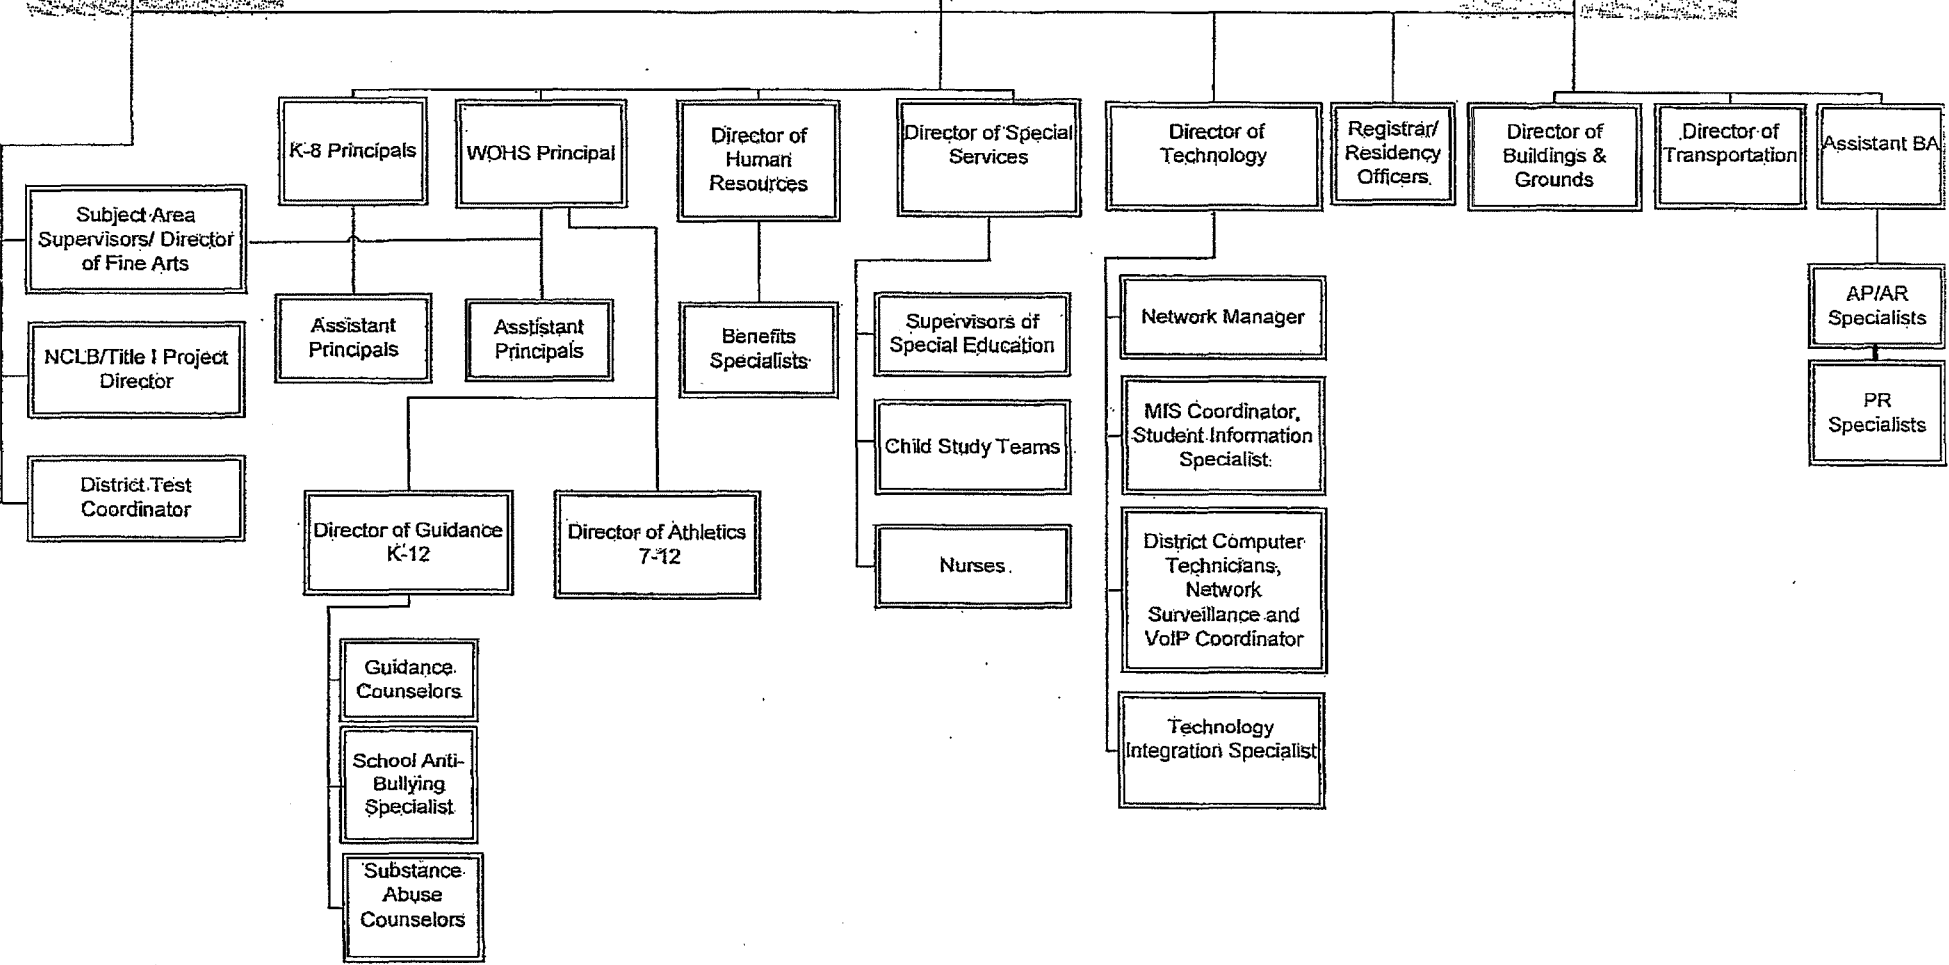 K-8 Principals
WOHS Principal
Director of
Human
Resources
Director of Special
Services
Director of
Technology
Registrar/
Residency
Officers
Director of
Buildings &
Grounds
Director of
Transportation
Assistant BA
Subject Area
Supervisors/ Director
of Fine Arts
NCLB/Title I Project
Director
District Test
Coordinator
Assistant
Principals
Asstistant
Principals
Benefits
Specialists
Supervisors of
Special Education
Child Study Teams
Nurses
Network Manager
MIS Coordinator,
Student Information
Specialist
District Computer
Technicians,
Network
Surveillance and
VoIP Coordinator
Technology
Integration Specialist
AP/AR
Specialists
PR
Specialists
Director of Guidance
K-12
Director of Athletics
7-12
Guidance
Counselors
School Anti-
Bullying
Specialist
Substance
Abuse
Counselors